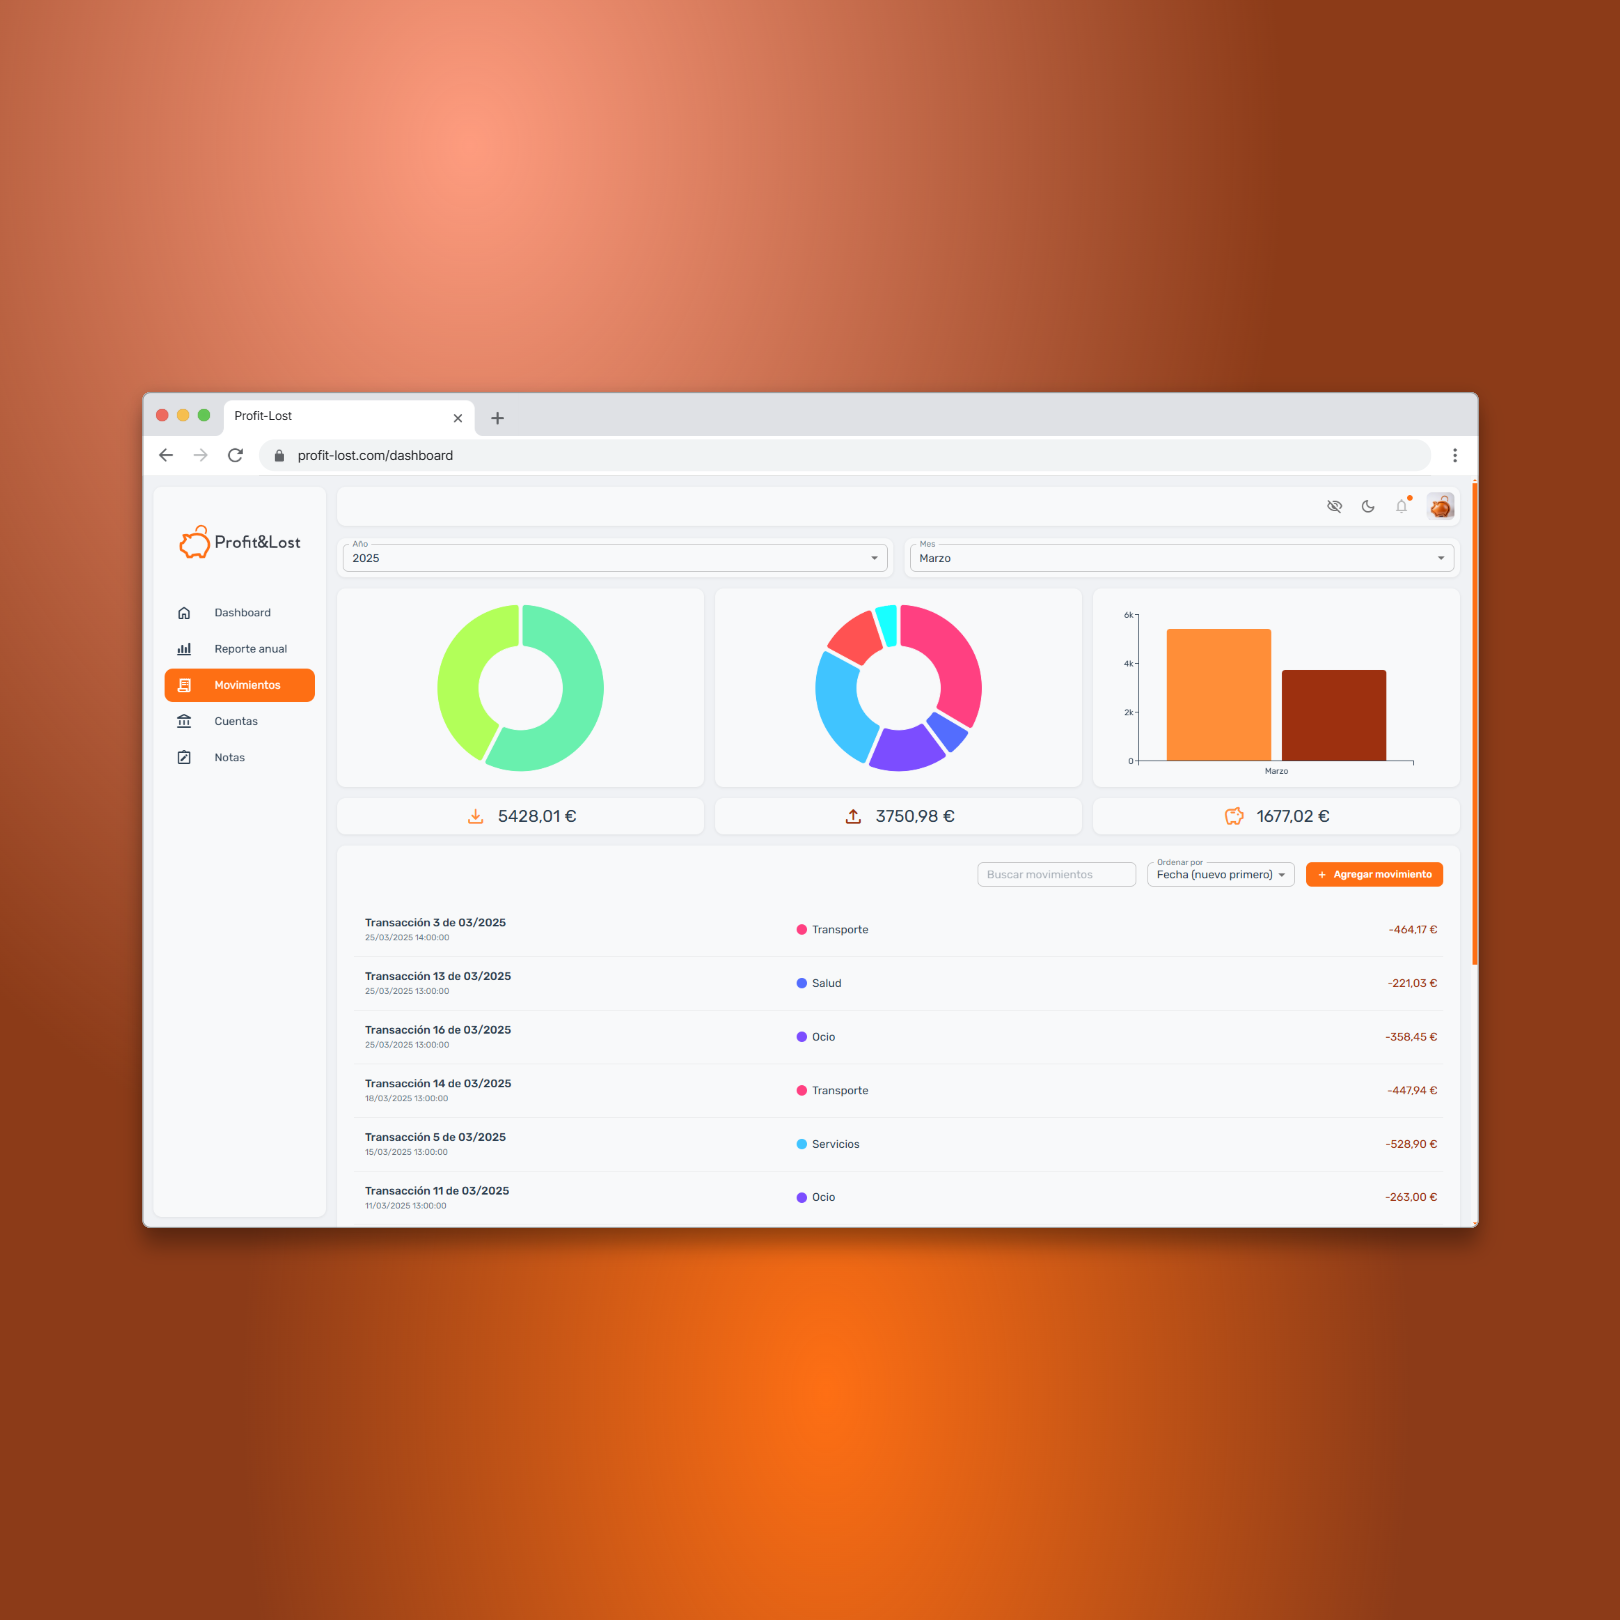 Profit-Lost
profit-lost.com/dashboard
Profit&Lost
Dashboard
Reporte anual
Movimientos
Cuentas
Notas
Año
2025
Mes
Marzo
6k
4k
2k
0
Marzo
5428,01 €
3750,98 €
1677,02 €
Buscar movimientos
Ordenar por
Fecha (nuevo primero)
+ Agregar movimiento
Transacción 3 de 03/2025
25/03/2025 14:00:00
Transporte
-464,17 €
Transacción 13 de 03/2025
25/03/2025 13:00:00
Salud
-221,03 €
Transacción 16 de 03/2025
25/03/2025 13:00:00
Ocio
-358,45 €
Transacción 14 de 03/2025
18/03/2025 13:00:00
Transporte
-447,94 €
Transacción 5 de 03/2025
15/03/2025 13:00:00
Servicios
-528,90 €
Transacción 11 de 03/2025
11/03/2025 13:00:00
Ocio
-263,00 €